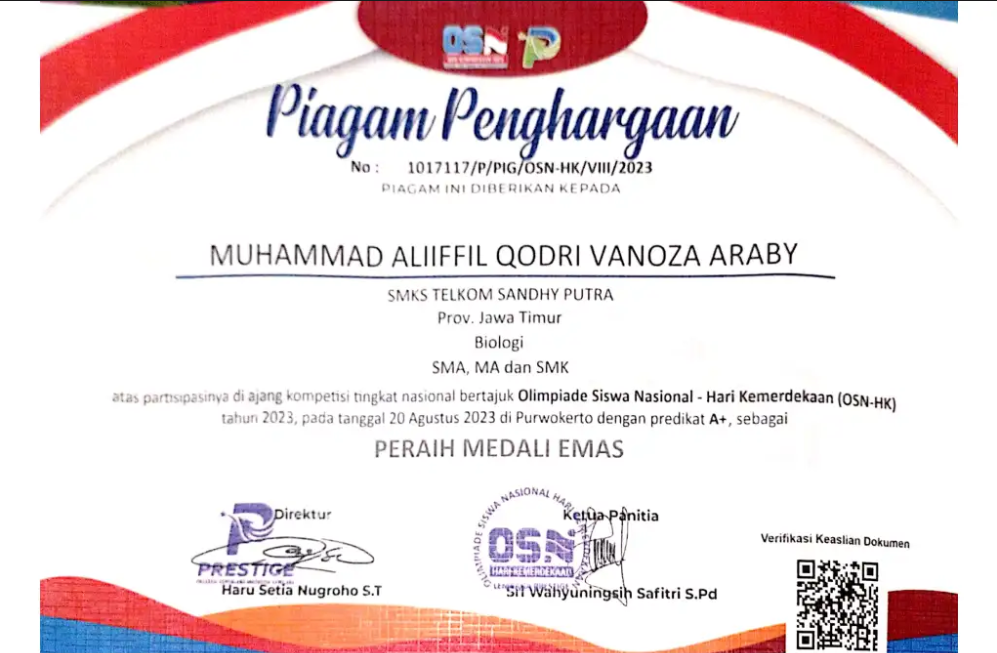 OSN
Piagam Penghargaan
No : 1017117/P/PIG/OSN-HK/VIII/2023
PIAGAM INI DIBERIKAN KEPADA
MUHAMMAD ALIIFFIL QODRI VANOZA ARABY
SMKS TELKOM SANDHY PUTRA
Prov. Jawa Timur
Biologi
SMA, MA dan SMK
atas partisipasinya di ajang kompetisi tingkat nasional bertajuk Olimpiade Siswa Nasional - Hari Kemerdekaan (OSN-HK)
tahun 2023, pada tanggal 20 Agustus 2023 di Purwokerto dengan predikat A+, sebagai
PERAIH MEDALI EMAS
Direktur
PRESTIGE
Haru Setia Nugroho S.T
Ketua Panitia
OLIMPIADE SISWA NASIONAL HARI
OSN
HARI KEMERDEKAAN
Sri Wahyuningsih Safitri S.Pd
Verifikasi Keaslian Dokumen